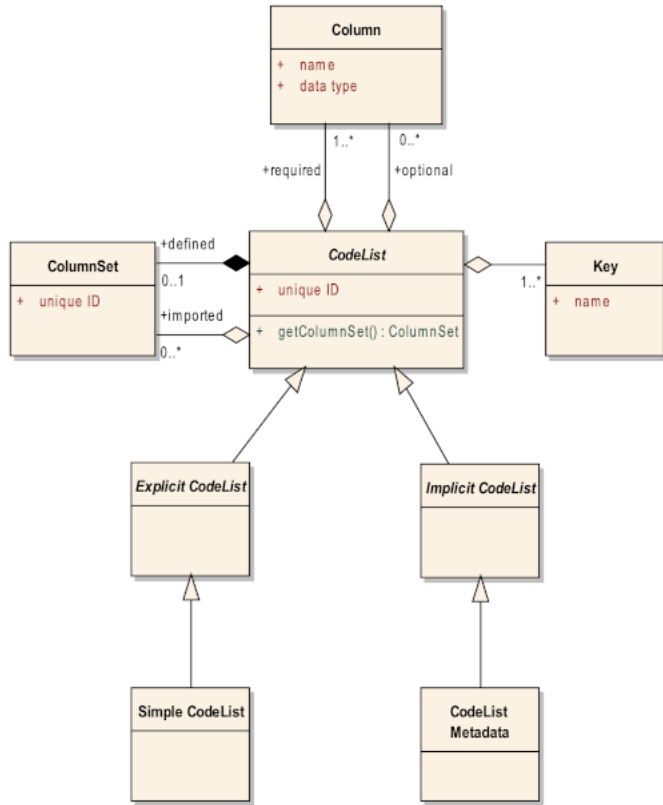 Column
+ name
+ data type
1..*
0..*
+required
+optional
ColumnSet
+ unique ID
+defined
0..1
+imported
0..*
CodeList
+ unique ID
+ getColumnSet() : ColumnSet
1..*
Key
+ name
Explicit CodeList
Implicit CodeList
Simple CodeList
CodeList
Metadata